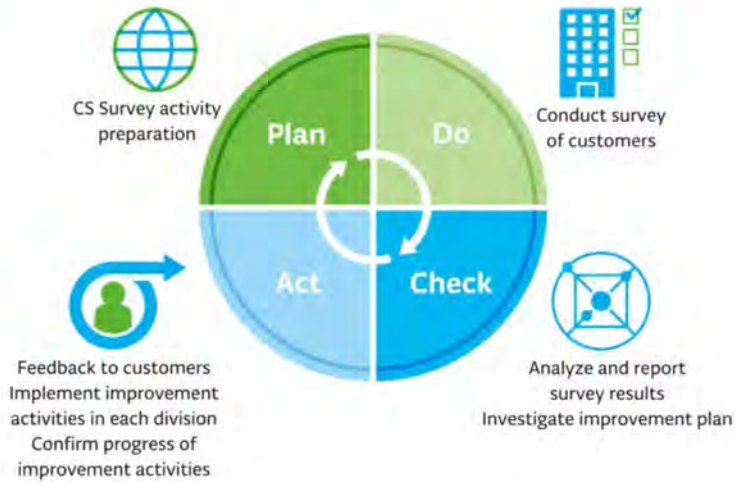 CS Survey activity
preparation
Plan
Do
Conduct survey
of customers
Act
Check
Feedback to customers
Implement improvement
activities in each division
Confirm progress of
improvement activities
Analyze and report
survey results
Investigate improvement plan